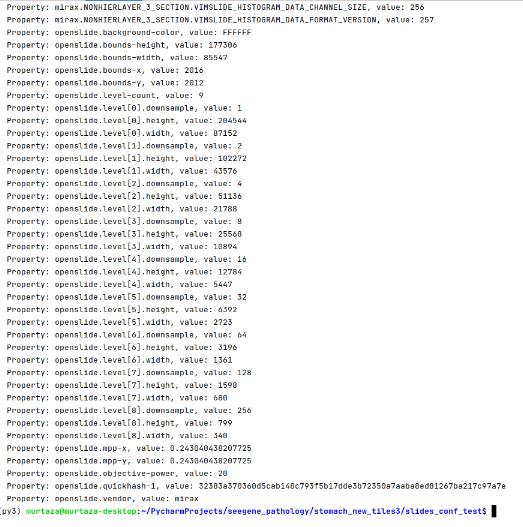 Property: mirax.NONHIERLAYER_3_SECTION.VIMSLIDE_HISTOGRAM_DATA_CHANNEL_SIZE, value: 256
Property: mirax.NONHIERLAYER_3_SECTION.VIMSLIDE_HISTOGRAM_DATA_FORMAT_VERSION, value: 257
Property: openslide.background-color, value: FFFFFF
Property: openslide.bounds-height, value: 177306
Property: openslide.bounds-width, value: 85547
Property: openslide.bounds-x, value: 2016
Property: openslide.bounds-y, value: 2012
Property: openslide.level-count, value: 9
Property: openslide.level[0].downsample, value: 1
Property: openslide.level[0].height, value: 204544
Property: openslide.level[0].width, value: 87152
Property: openslide.level[1].downsample, value: 2
Property: openslide.level[1].height, value: 102272
Property: openslide.level[1].width, value: 43576
Property: openslide.level[2].downsample, value: 4
Property: openslide.level[2].height, value: 51136
Property: openslide.level[2].width, value: 21788
Property: openslide.level[3].downsample, value: 8
Property: openslide.level[3].height, value: 25568
Property: openslide.level[3].width, value: 10894
Property: openslide.level[4].downsample, value: 16
Property: openslide.level[4].height, value: 12784
Property: openslide.level[4].width, value: 5447
Property: openslide.level[5].downsample, value: 32
Property: openslide.level[5].height, value: 6392
Property: openslide.level[5].width, value: 2723
Property: openslide.level[6].downsample, value: 64
Property: openslide.level[6].height, value: 3196
Property: openslide.level[6].width, value: 1361
Property: openslide.level[7].downsample, value: 128
Property: openslide.level[7].height, value: 1598
Property: openslide.level[7].width, value: 680
Property: openslide.level[8].downsample, value: 256
Property: openslide.level[8].height, value: 799
Property: openslide.level[8].width, value: 340
Property: openslide.mpp-x, value: 0.243040438207725
Property: openslide.mpp-y, value: 0.243040438207725
Property: openslide.objective-power, value: 20
Property: openslide.quickhash-1, value: 32383a370360d5cab148c793f5b17dde3b72350a7aaba8ed81267ba217c97a7e
Property: openslide.vendor, value: mirax
(py3) murtaza@murtaza-desktop:~/PycharmProjects/seegene_pathology/stomach_new_tiles3/slides_conf_test$